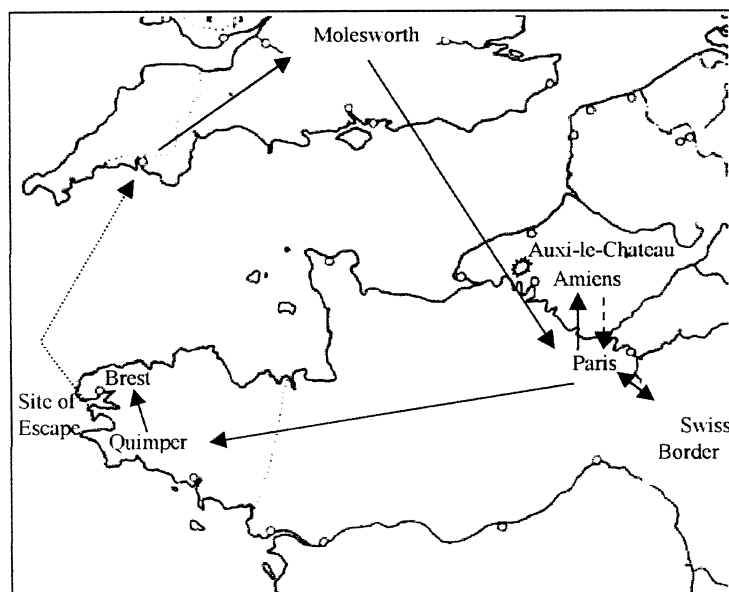 Molesworth
Auxi-le-Chateau
Amiens
Paris
Brest
Site of
Escape
Quimper
Swiss
Border